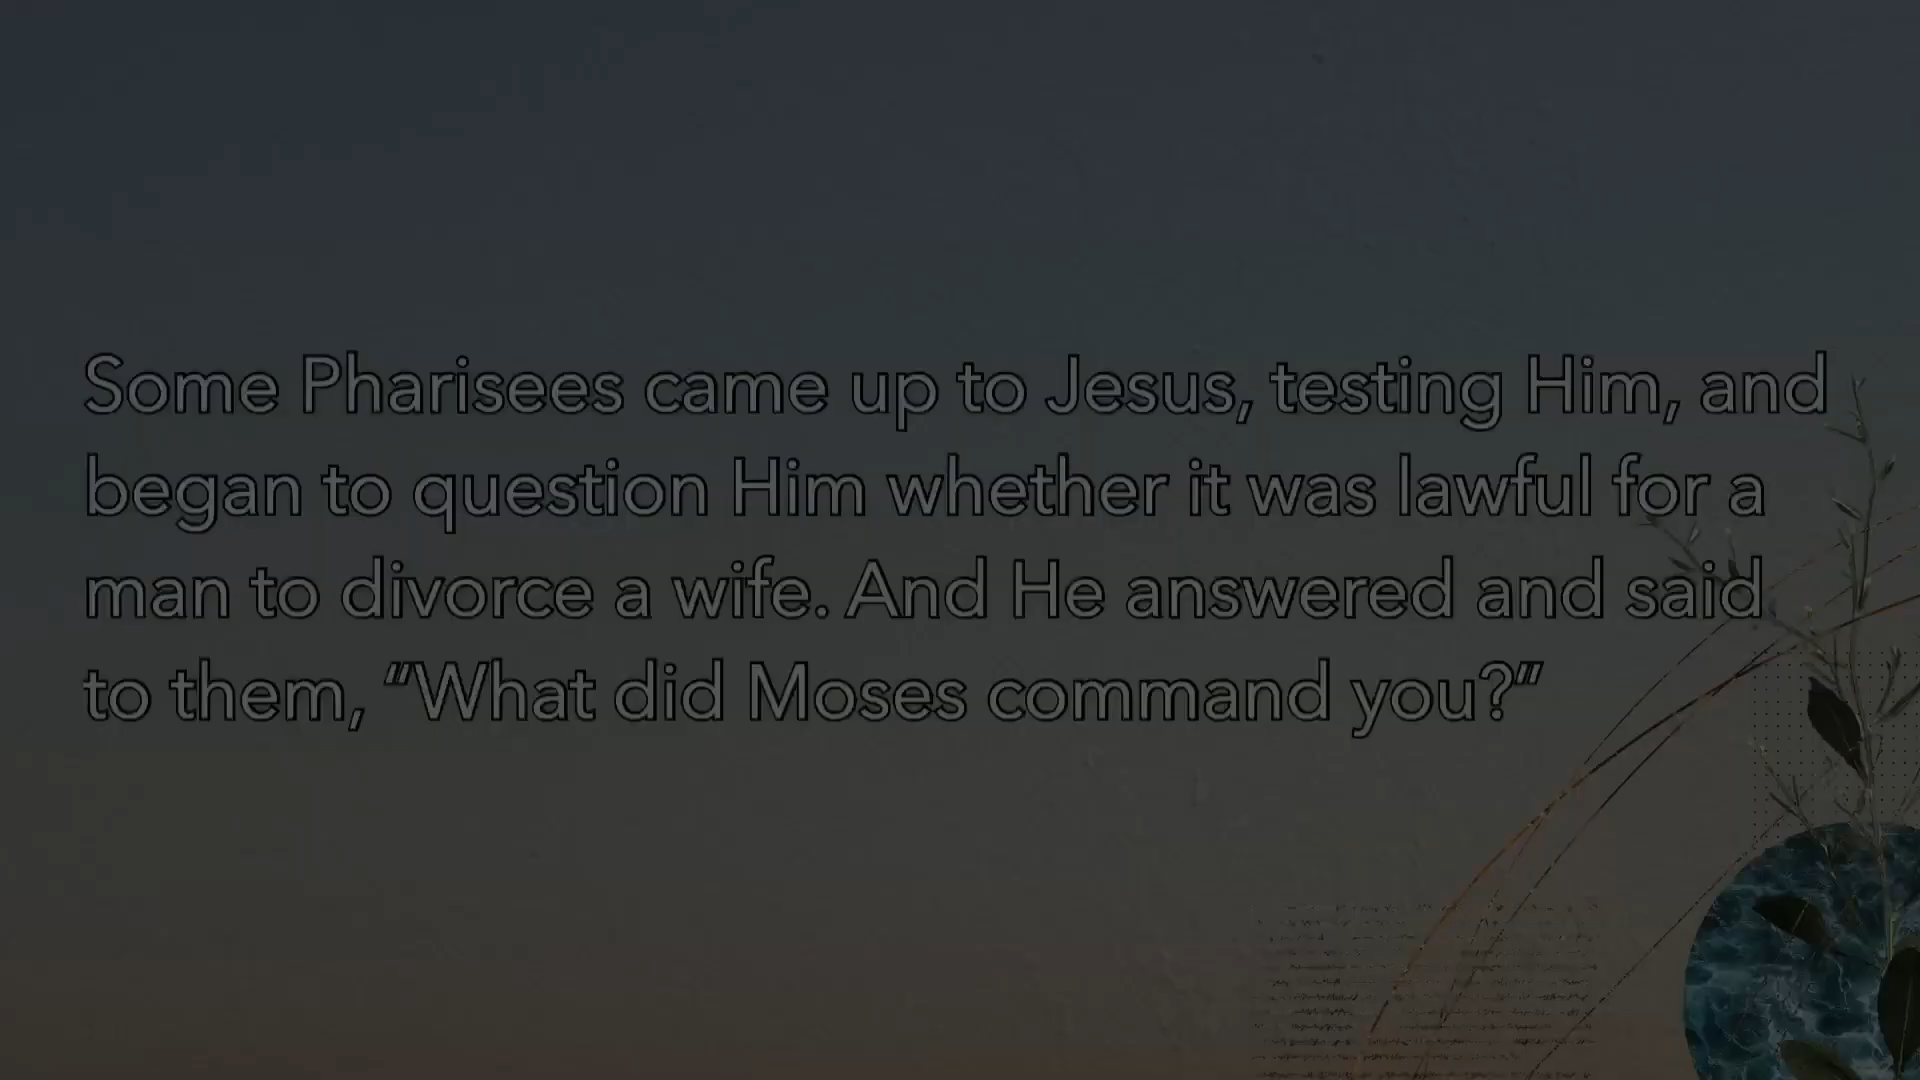 Some Pharisees came up to Jesus, testing Him, and
began to question Him whether it was lawful for a
man to divorce a wife. And He answered and said
to them, “What did Moses command you?”